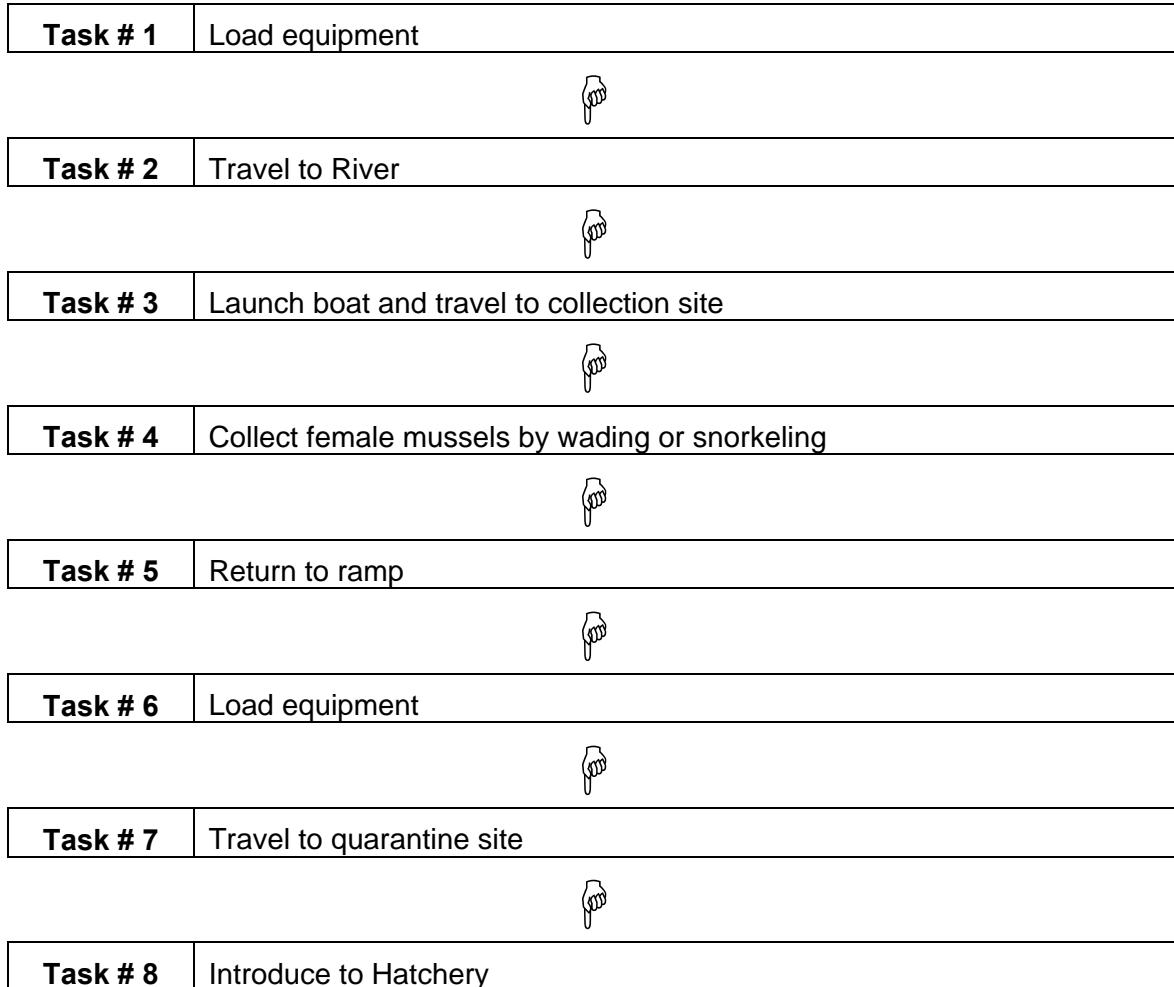 Task # 1 Load equipment
Task # 2 Travel to River
Task # 3 Launch boat and travel to collection site
Task # 4 Collect female mussels by wading or snorkeling
Task # 5 Return to ramp
Task # 6 Load equipment
Task # 7 Travel to quarantine site
Task # 8 Introduce to Hatchery